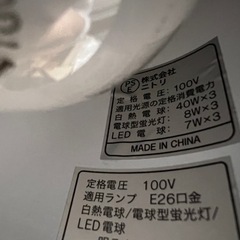 PSE
株式会社
ニトリ
定格電圧：100V
適用光源の定格消費電力
白熱電球：40W×3
電球型蛍光灯：8W×3
LED電球：7W×3
MADE IN CHINA
定格電圧 100V
適用ランプ E26口金
白熱電球/電球型蛍光灯/
LED電球